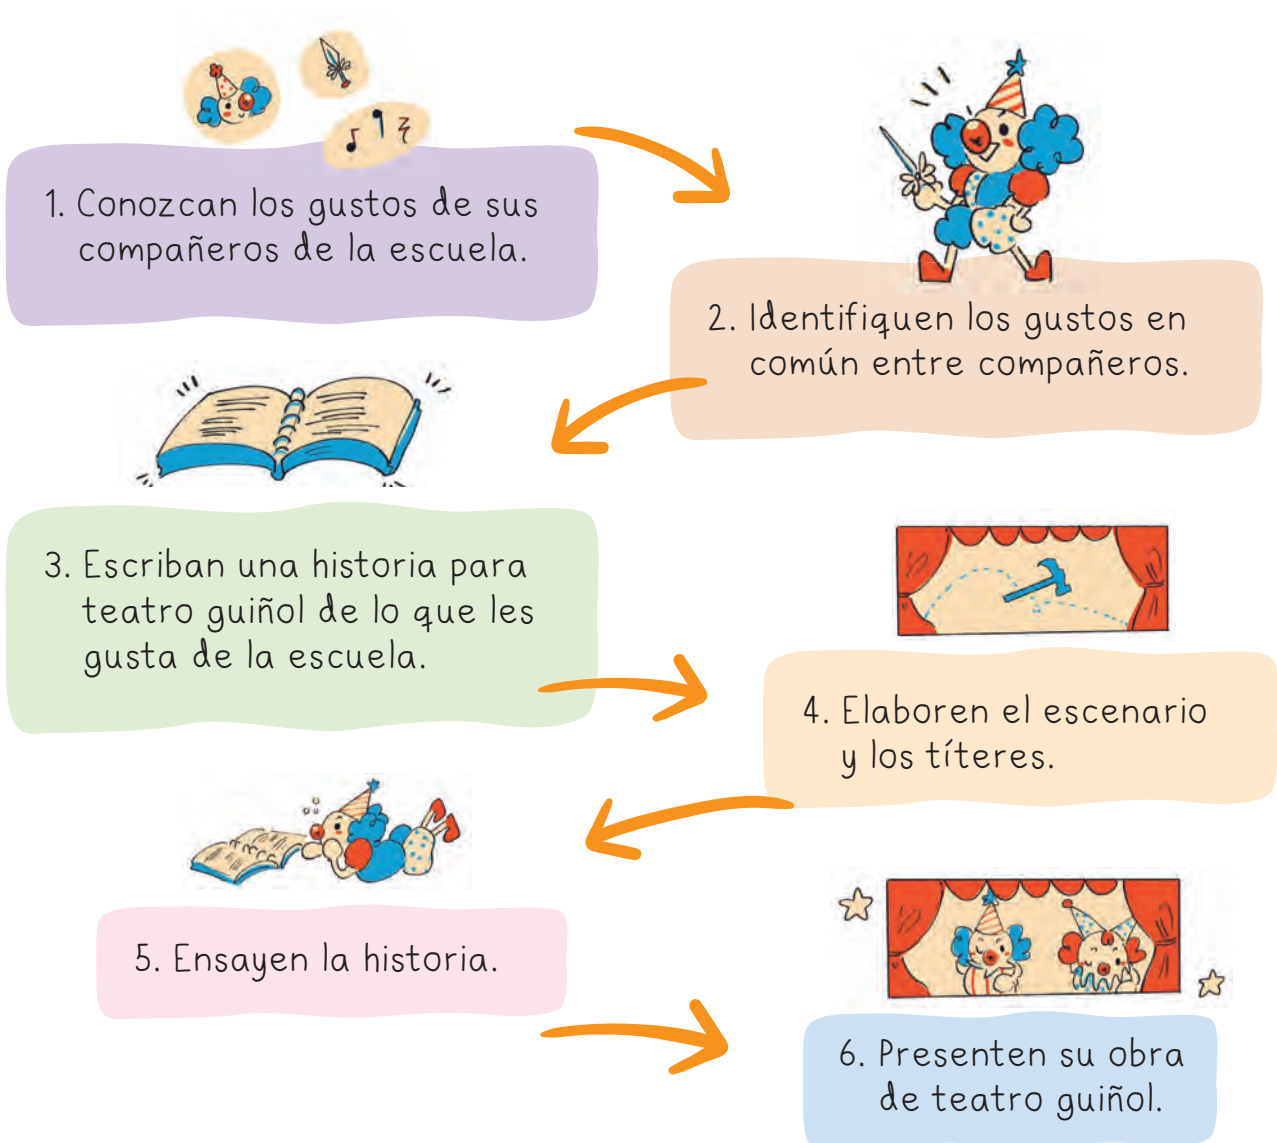 1. Conozcan los gustos de sus
compañeros de la escuela.
2. Identifiquen los gustos en
común entre compañeros.
3. Escriban una historia para
teatro guiñol de lo que les
gusta de la escuela.
4. Elaboren el escenario
y los títeres.
5. Ensayen la historia.
6. Presenten su obra
de teatro guiñol.